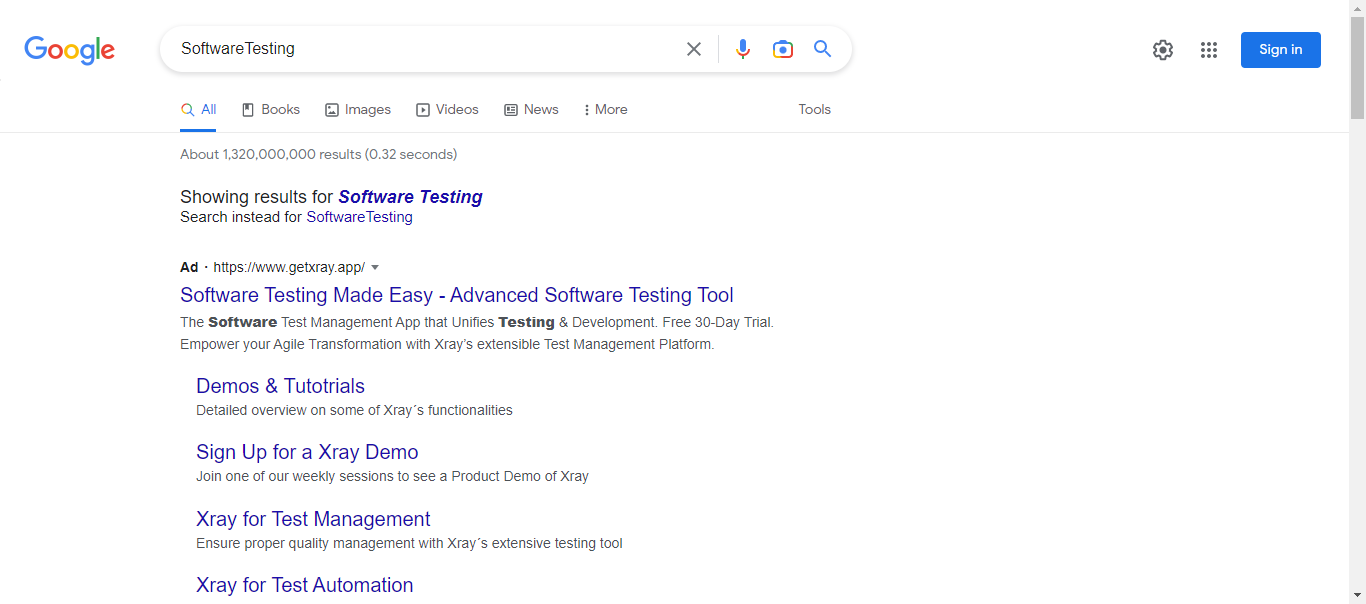 Google
SoftwareTesting
Sign in
All Books Images Videos News More Tools
About 1,320,000,000 results (0.32 seconds)
Showing results for Software Testing
Search instead for SoftwareTesting
Ad · https://www.getxray.app/
Software Testing Made Easy - Advanced Software Testing Tool
The Software Test Management App that Unifies Testing & Development. Free 30-Day Trial.
Empower your Agile Transformation with Xray's extensible Test Management Platform.
Demos & Tutotrials
Detailed overview on some of Xray´s functionalities
Sign Up for a Xray Demo
Join one of our weekly sessions to see a Product Demo of Xray
Xray for Test Management
Ensure proper quality management with Xray´s extensive testing tool
Xray for Test Automation